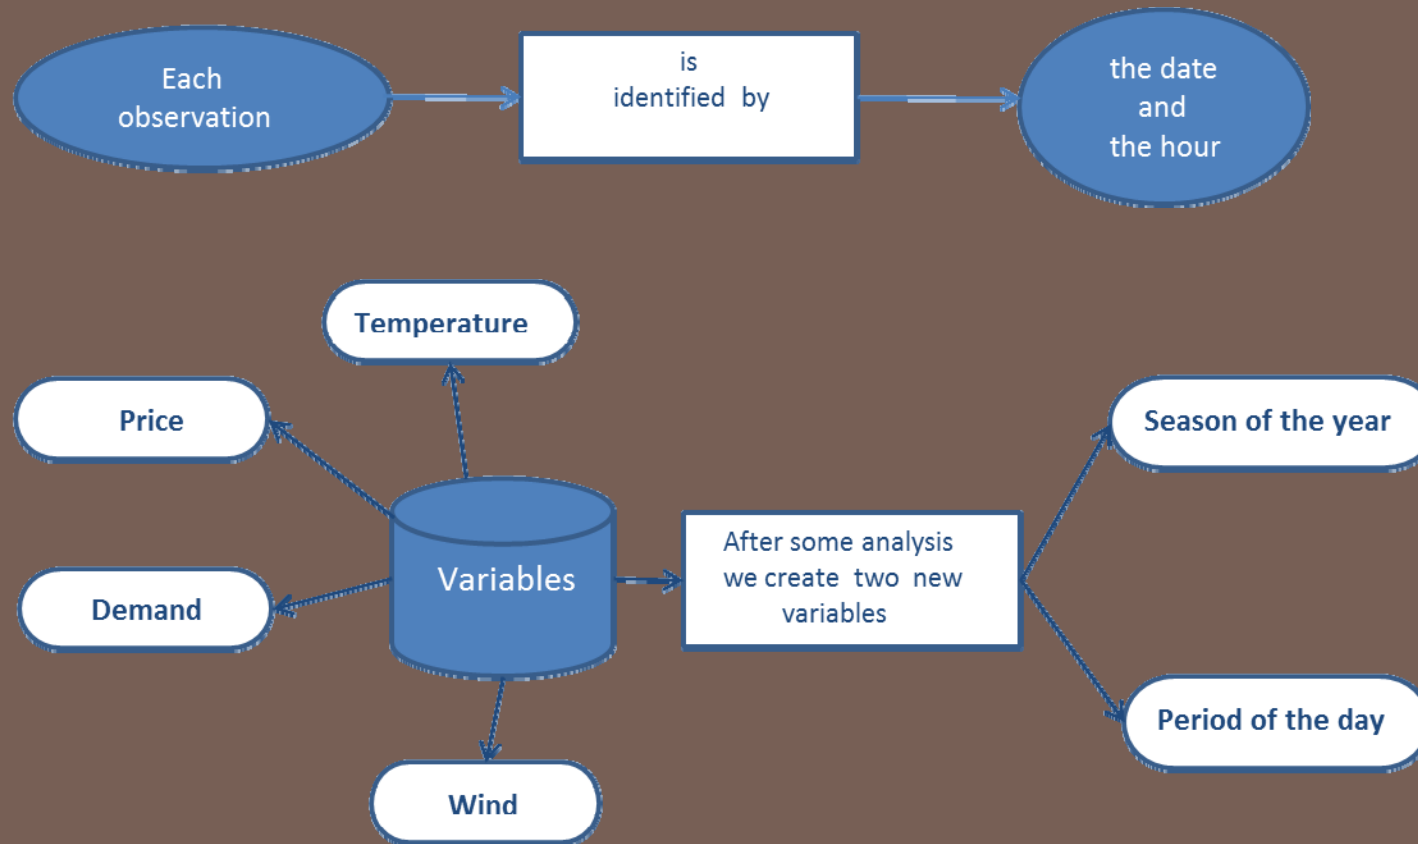 Each
observation
is
identified by
the date
and
the hour
Temperature
Price
Season of the year
After some analysis
we create two new
variables
Variables
Demand
Period of the day
Wind